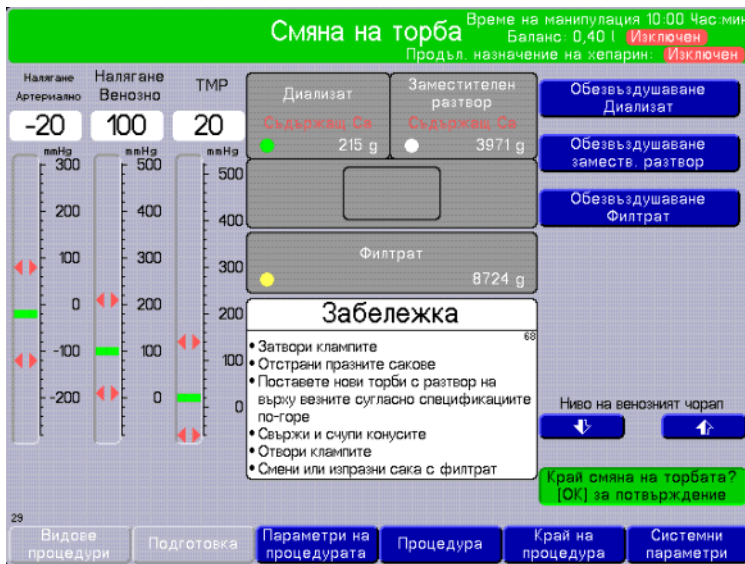 Смяна на торба
Време на манипулация 10:00 Час:мин
Баланс: 0,40 l Изключен
Продъл. назначение на хепарин: Изключен
Налягане Артериално
Налягане Венозно
TMP
-20
100
20
mmHg
mmHg
mmHg
300
200
100
0
-100
-200
500
400
300
200
100
0
500
400
300
200
100
0
Диализат
Съдържащ Ca
215 g
Заместителен
разтвор
Съдържащ Ca
3971 g
Филтрат
8724 g
Забележка
68
• Затвори клампите
• Отстрани празните сакове
• Поставете нови торби с разтвор на
върху везните сугласно спецификациите
по-горе
• Свържи и счупи конусите
• Отвори клампите
• Смени или изпразни сака с филтрат
Обезвъздушаване
Диализат
Обезвъздушаване
заместв. разтвор
Обезвъздушаване
Филтрат
Ниво на венозният чорап
Край смяна на торбата?
[OK] за потвърждение
29
Видове
процедури
Подготовка
Параметри на
процедурата
Процедура
Край на
процедура
Системни
параметри